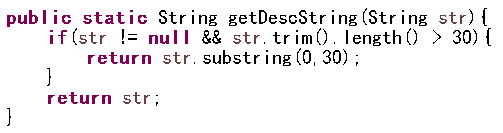 public static String getDescString(String str){
    if(str != null && str.trim().length() > 30){
        return str.substring(0,30);
    }
    return str;
}